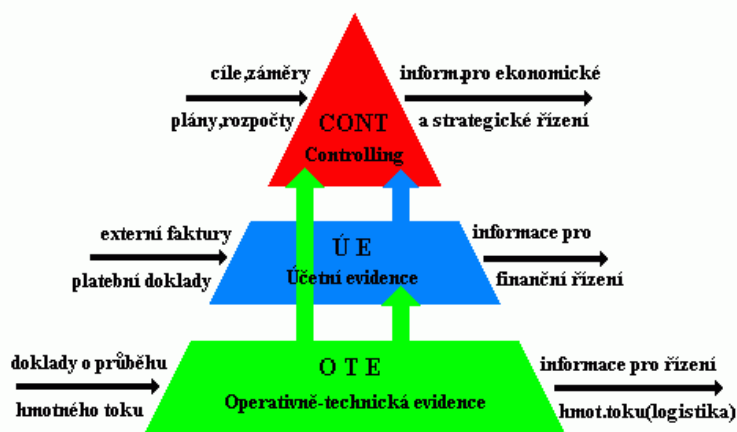 cíle,záměry
inform.pro ekonomické
plány,rozpočty
CONT
a strategické řízení
Controlling
externí faktury
Ú E
informace pro
platební doklady
Účetní evidence
finanční řízení
doklady o průběhu
O T E
informace pro řízení
hmotného toku
Operativně-technická evidence
hmot.toku(logistika)